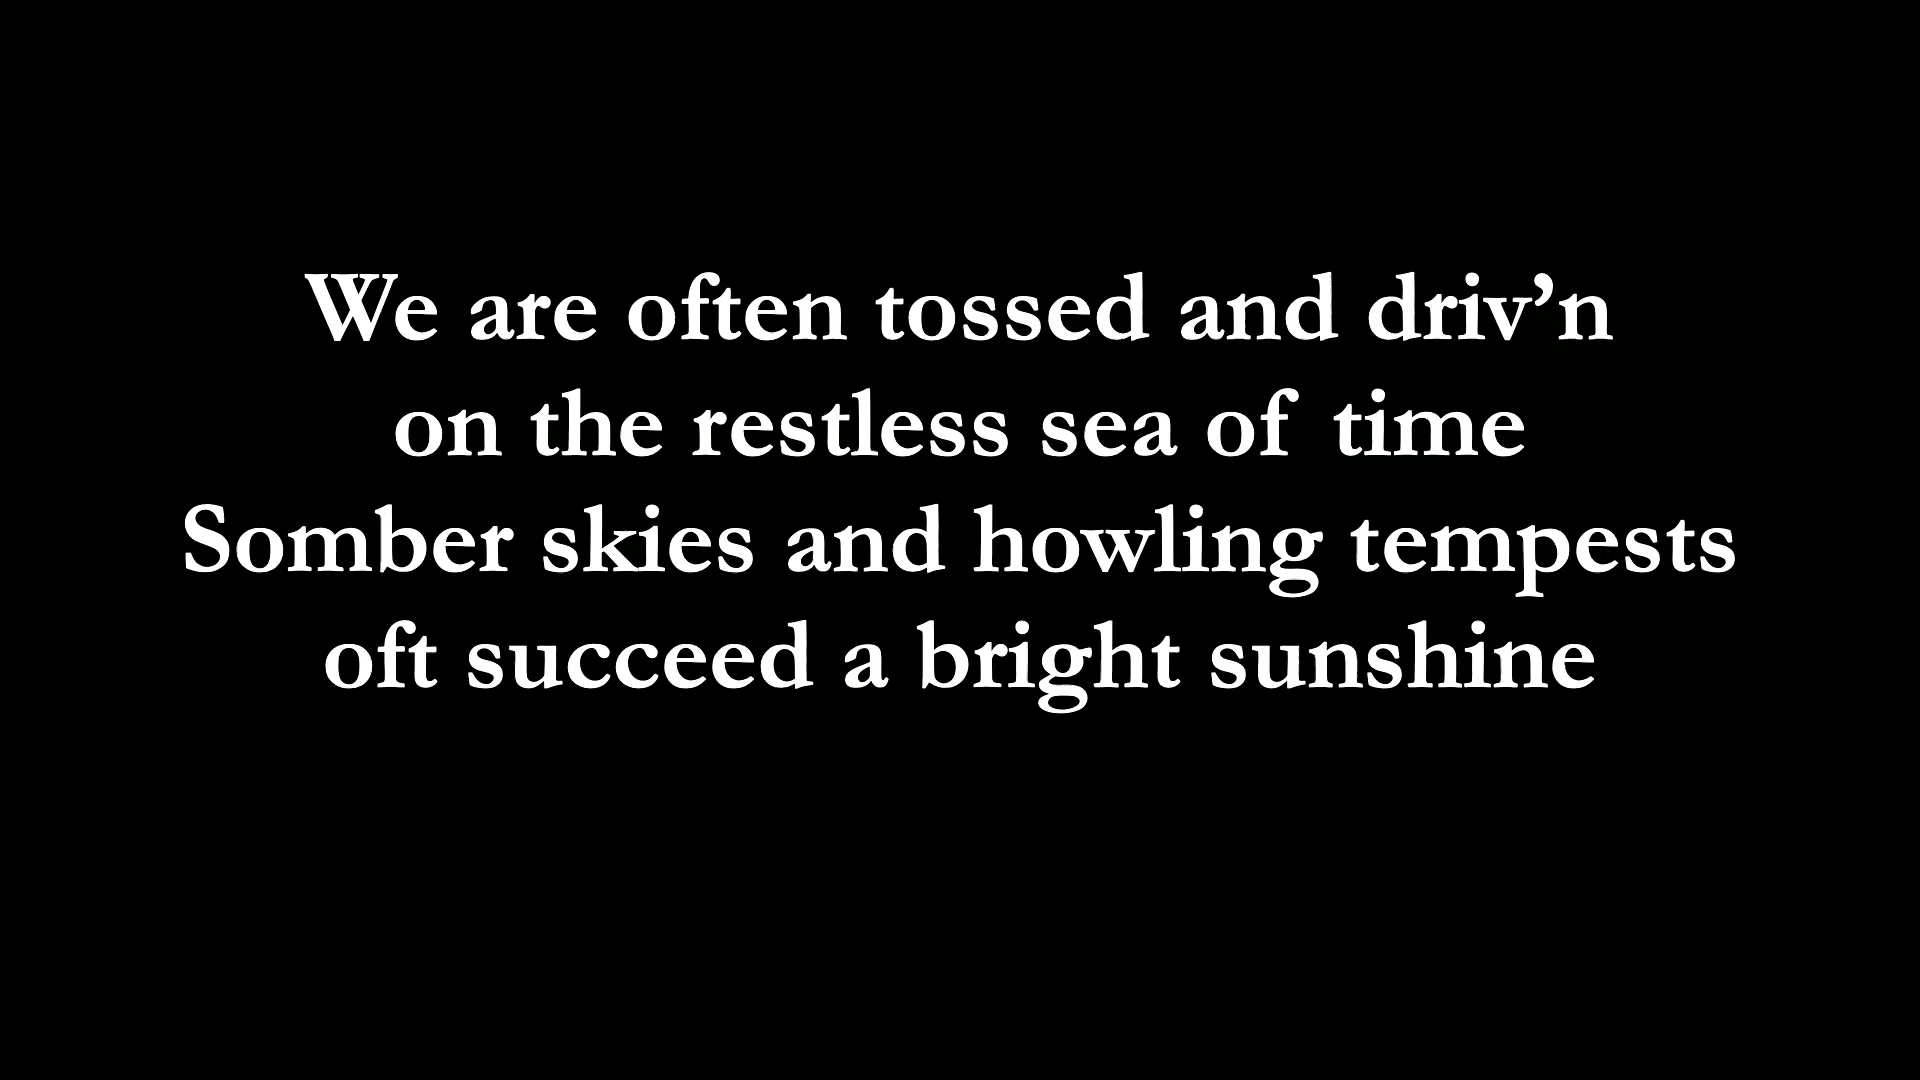 We are often tossed and driv’n
on the restless sea of time
Somber skies and howling tempests
oft succeed a bright sunshine